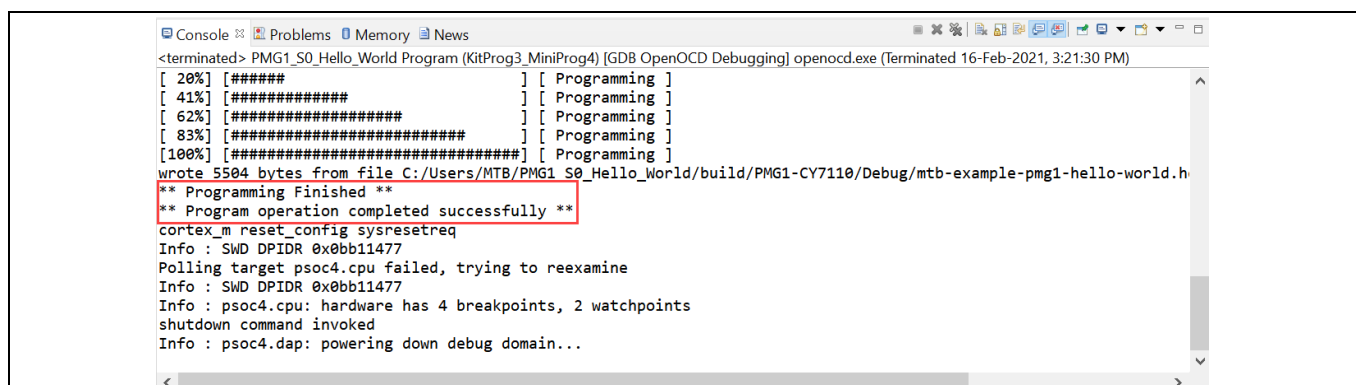 Console Problems Memory News
<terminated> PMG1_S0_Hello_World Program (KitProg3_MiniProg4) [GDB OpenOCD Debugging] openocd.exe (Terminated 16-Feb-2021, 3:21:30 PM)
[ 20%] [###### ] [ Programming ]
[ 41%] [############# ] [ Programming ]
[ 62%] [################### ] [ Programming ]
[ 83%] [########################## ] [ Programming ]
[100%] [################################] [ Programming ]
wrote 5504 bytes from file C:/Users/MTB/PMG1_S0_Hello_World/build/PMG1-CY7110/Debug/mtb-example-pmg1-hello-world.h
** Programming Finished **
** Program operation completed successfully **
cortex_m reset_config sysresetreq
Info : SWD DPIDR 0x0bb11477
Polling target psoc4.cpu failed, trying to reexamine
Info : SWD DPIDR 0x0bb11477
Info : psoc4.cpu: hardware has 4 breakpoints, 2 watchpoints
shutdown command invoked
Info : psoc4.dap: powering down debug domain...